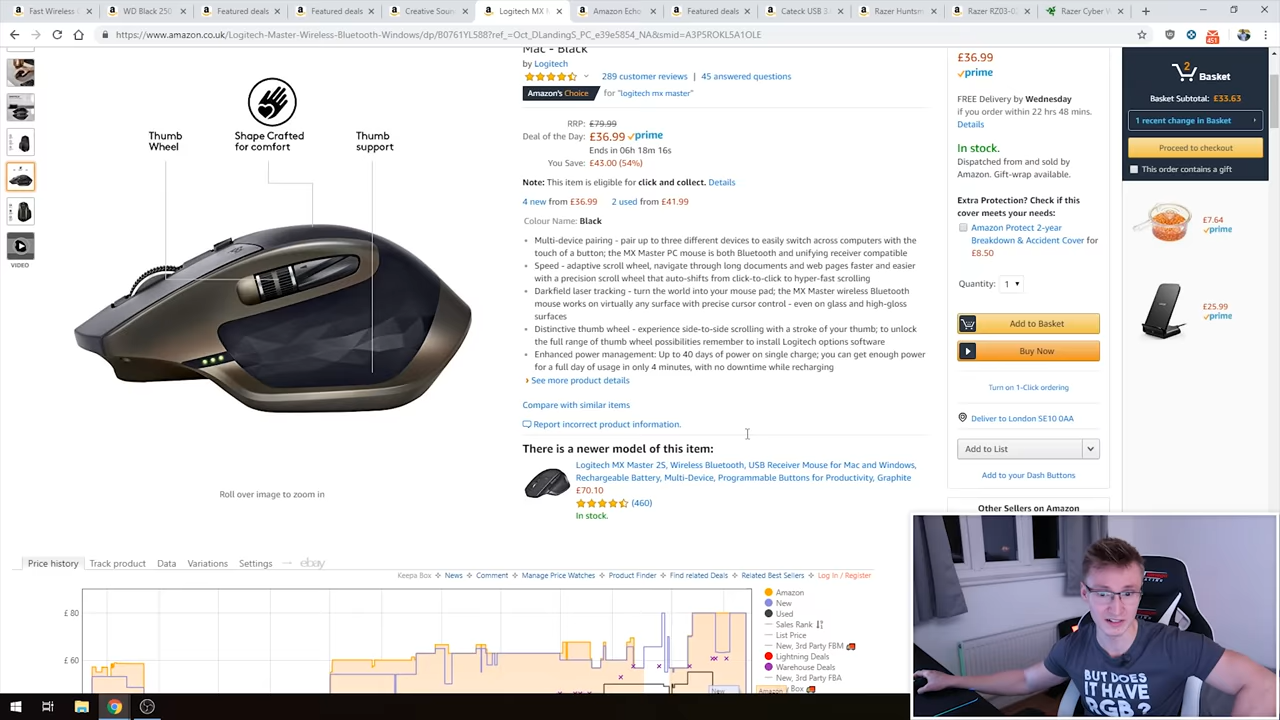 Fast Wireless C
WD Black 250
Featured deals
Featured deals
Creative Soun
Logitech MX M
Amazon Echo
Featured deals
Cateck USB 3.
Razer Huntsm
Razer RZ03-02
Razer Cyber W
https://www.amazon.co.uk/Logitech-Master-Wireless-Bluetooth-Windows/dp/B0761YLS88?ref_=Oct_DLandingS_PC_e39e5854_NA&smid=A3P5ROKL5A1OLE
451
Mac - Black
by Logitech
289 customer reviews | 45 answered questions
Amazon's Choice for "logitech mx master"
RRP: £79.99
Deal of the Day: £36.99 prime
Ends in 06h 18m 16s
You Save: £43.00 (54%)
Note: This item is eligible for click and collect. Details
4 new from £36.99 2 used from £41.99
Colour Name: Black
Multi-device pairing - pair up to three different devices to easily switch across computers with the
touch of a button; the MX Master PC mouse is both Bluetooth and unifying receiver compatible
Speed - adaptive scroll wheel, navigate through long documents and web pages faster and easier
with a precision scroll wheel that auto-shifts from click-to-click to hyper-fast scrolling
Darkfield laser tracking - turn the world into your mouse pad; the MX Master wireless Bluetooth
mouse works on virtually any surface with precise cursor control - even on glass and high-gloss
surfaces
Distinctive thumb wheel - experience side-to-side scrolling with a stroke of your thumb; to unlock
the full range of thumb wheel possibilities remember to install Logitech options software
Enhanced power management: Up to 40 days of power on single charge; you can get enough power
for a full day of usage in only 4 minutes, with no downtime while recharging
› See more product details
Compare with similar items
Report incorrect product information.
There is a newer model of this item:
Logitech MX Master 2S, Wireless Bluetooth, USB Receiver Mouse for Mac and Windows,
Rechargeable Battery, Multi-Device, Programmable Buttons for Productivity, Graphite
£70.10
(460)
In stock.
Thumb
Wheel
Shape Crafted
for comfort
Thumb
support
VIDEO
Roll over image to zoom in
£36.99
prime
FREE Delivery by Wednesday
if you order within 22 hrs 48 mins.
Details
In stock.
Dispatched from and sold by
Amazon. Gift-wrap available.
Extra Protection? Check if this
cover meets your needs:
Amazon Protect 2-year
Breakdown & Accident Cover for
£8.50
Quantity: 1
Add to Basket
Buy Now
Turn on 1-Click ordering
Deliver to London SE10 0AA
Add to List
Add to your Dash Buttons
Other Sellers on Amazon
2
Basket
Basket Subtotal: £33.63
1 recent change in Basket
Proceed to checkout
This order contains a gift
£7.64
prime
£25.99
prime
Price history Track product Data Variations Settings ebay
Keepa Box News Comment Manage Price Watches Product Finder Find related Deals Related Best Sellers Log In / Register
£ 80
£ 60
Amazon
New
Used
Sales Rank
List Price
New, 3rd Party FBM
Lightning Deals
Warehouse Deals
New, 3rd Party FBA
Box
New
Amazon
BUT DOES
IT HAVE
RGB?